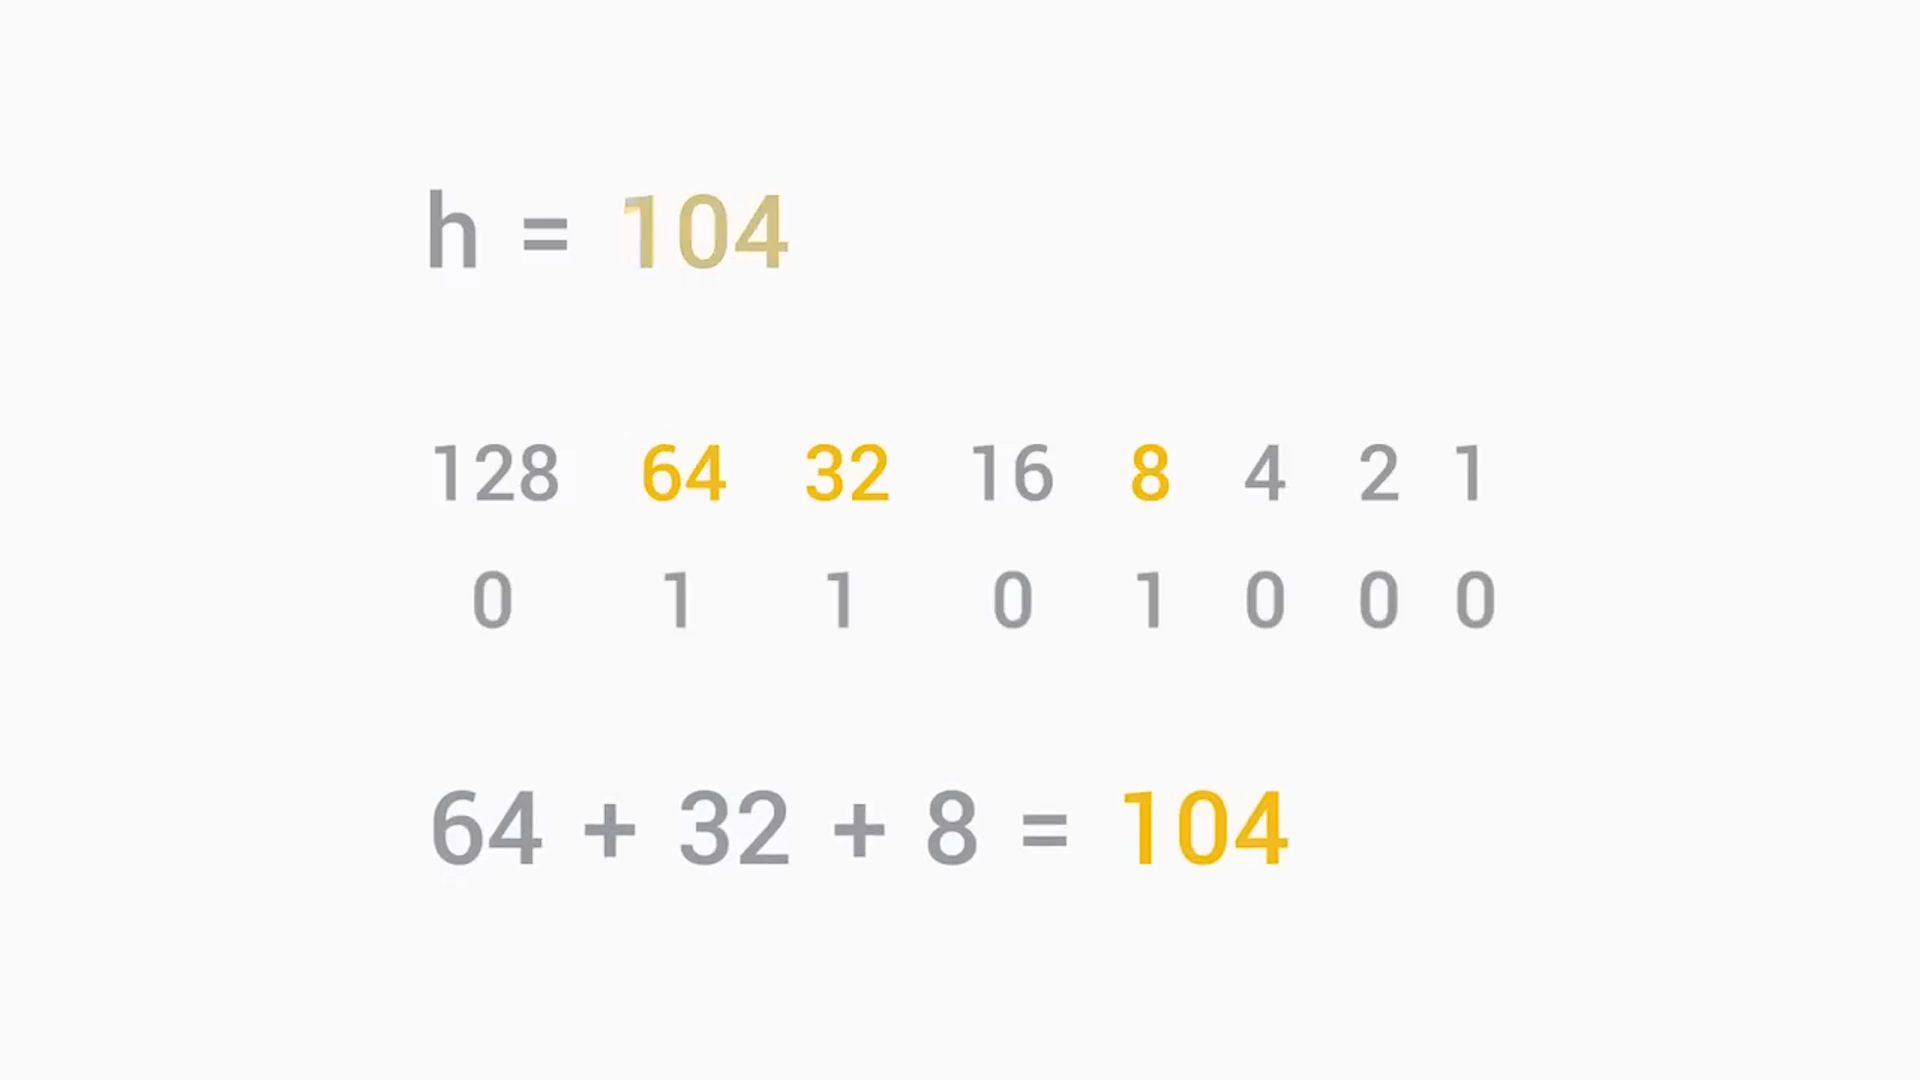 h = 104
128 64 32 16 8 4 2 1
0 1 1 0 1 0 0 0
64 + 32 + 8 = 104